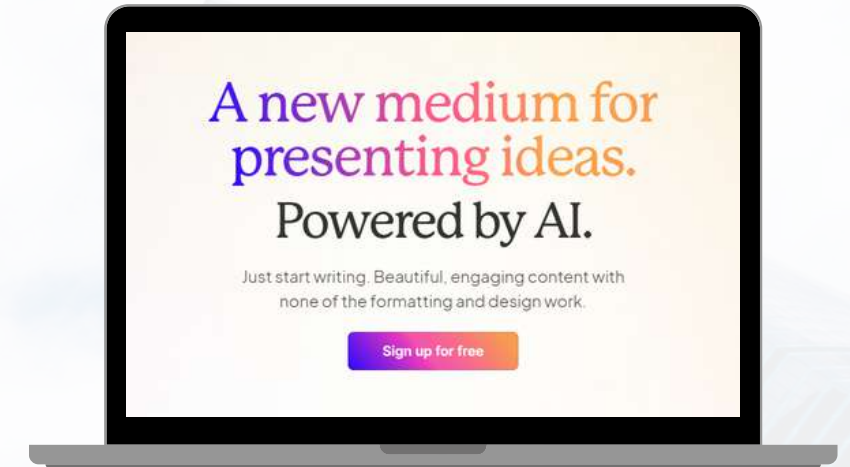 A new medium for
presenting ideas.
Powered by AI.
Just start writing. Beautiful, engaging content with
none of the formatting and design work.
Sign up for free